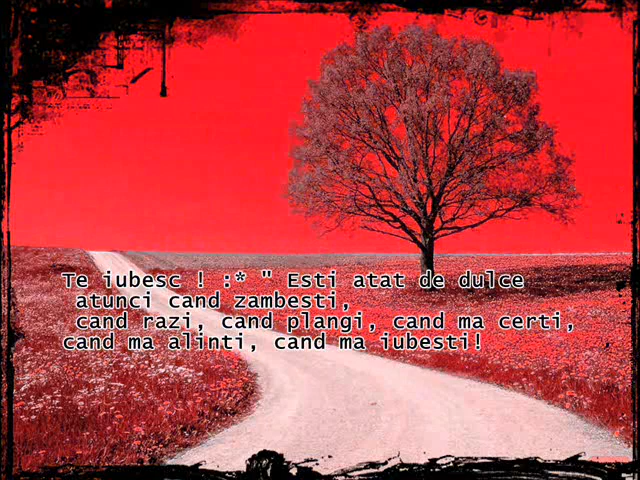 Te iubesc ! :* " Esti atat de dulce
atunci cand zambesti,
cand razi, cand plangi, cand ma certi,
cand ma alinti, cand ma iubesti!